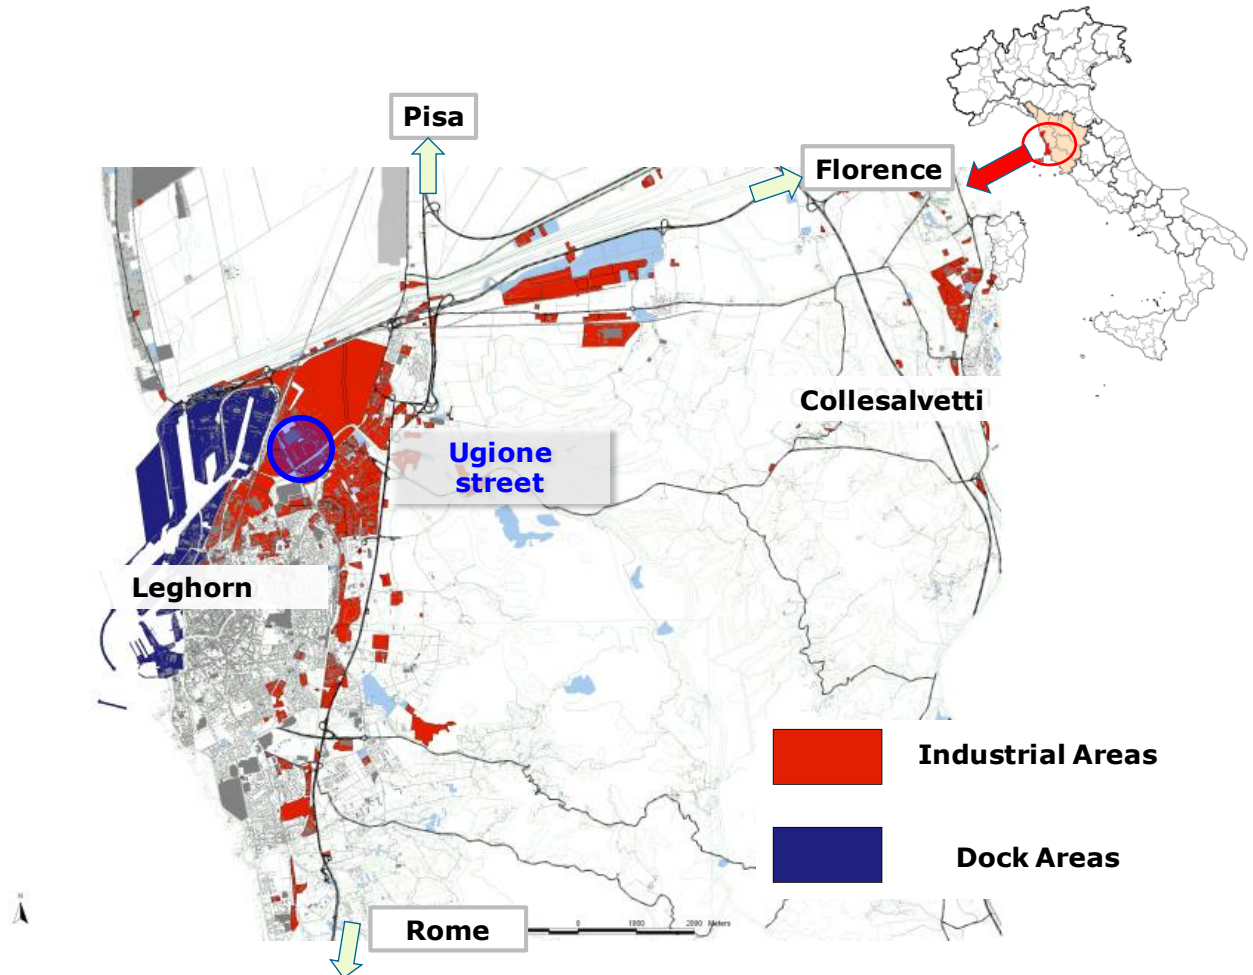 Pisa
Florence
Collesalvetti
Ugione
street
Leghorn
Industrial Areas
Dock Areas
Rome
0 1000 2000 Meters
N